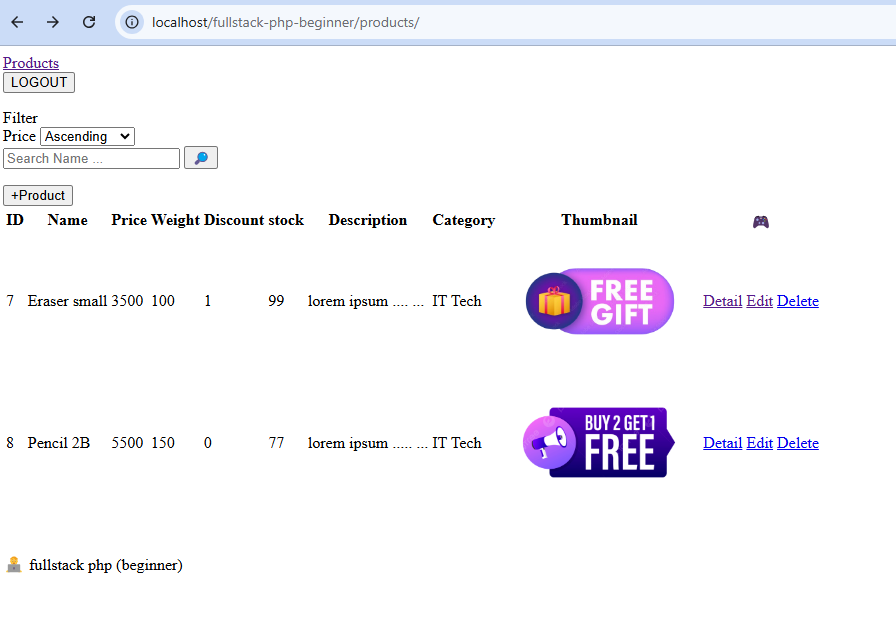 localhost/fullstack-php-beginner/products/
Products
LOGOUT
Filter
Price Ascending
Search Name ...
+Product
ID Name Price Weight Discount stock Description Category Thumbnail
7 Eraser small 3500 100 1 99 lorem ipsum .... ... IT Tech FREE GIFT Detail Edit Delete
8 Pencil 2B 5500 150 0 77 lorem ipsum ..... ... IT Tech BUY 2 GET 1 FREE Detail Edit Delete
fullstack php (beginner)